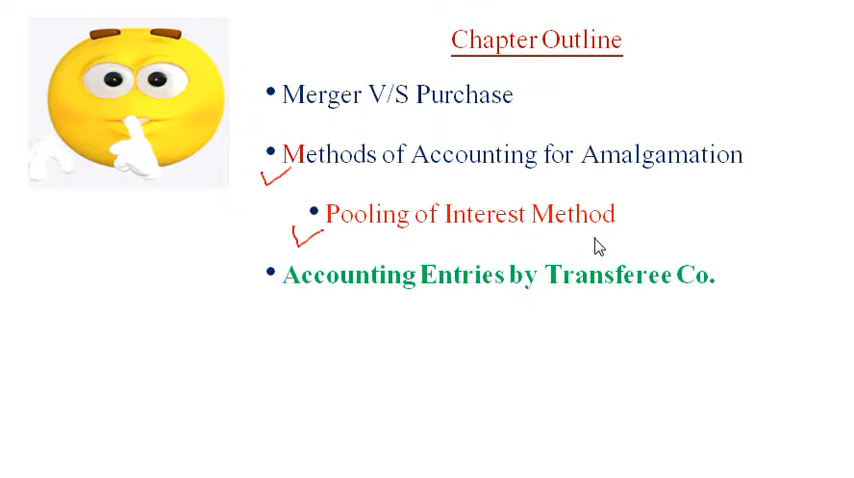 Chapter Outline
• Merger V/S Purchase
• Methods of Accounting for Amalgamation
• Pooling of Interest Method
• Accounting Entries by Transferee Co.